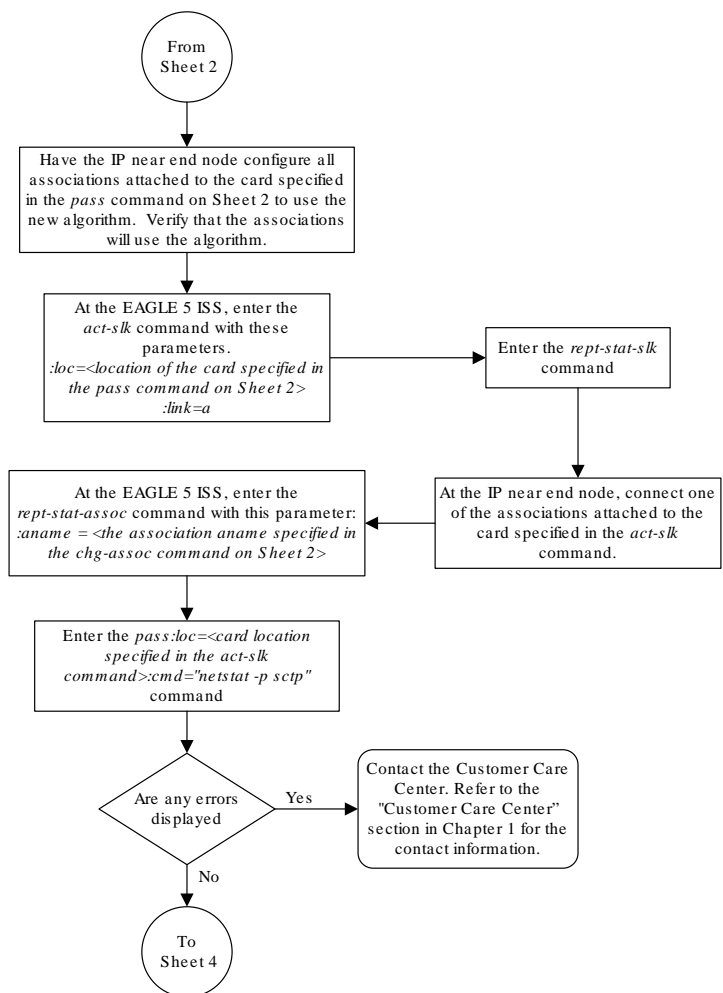 From
Sheet 2
Have the IP near end node configure all
associations attached to the card specified
in the pass command on Sheet 2 to use the
new algorithm. Verify that the associations
will use the algorithm.
At the EAGLE 5 ISS, enter the
act-slk command with these
parameters.
:loc=<location of the card specified in
the pass command on Sheet 2>
:link=a
Enter the rept-stat-slk
command
At the IP near end node, connect one
of the associations attached to the
card specified in the act-slk
command.
At the EAGLE 5 ISS, enter the
rept-stat-assoc command with this parameter:
:aname = <the association aname specified in
the chg-assoc command on Sheet 2>
Enter the pass:loc=<card location
specified in the act-slk
command>:cmd="netstat -p sctp"
command
Are any errors
displayed
Yes
Contact the Customer Care
Center. Refer to the
"Customer Care Center”
section in Chapter 1 for the
contact information.
No
To
Sheet 4